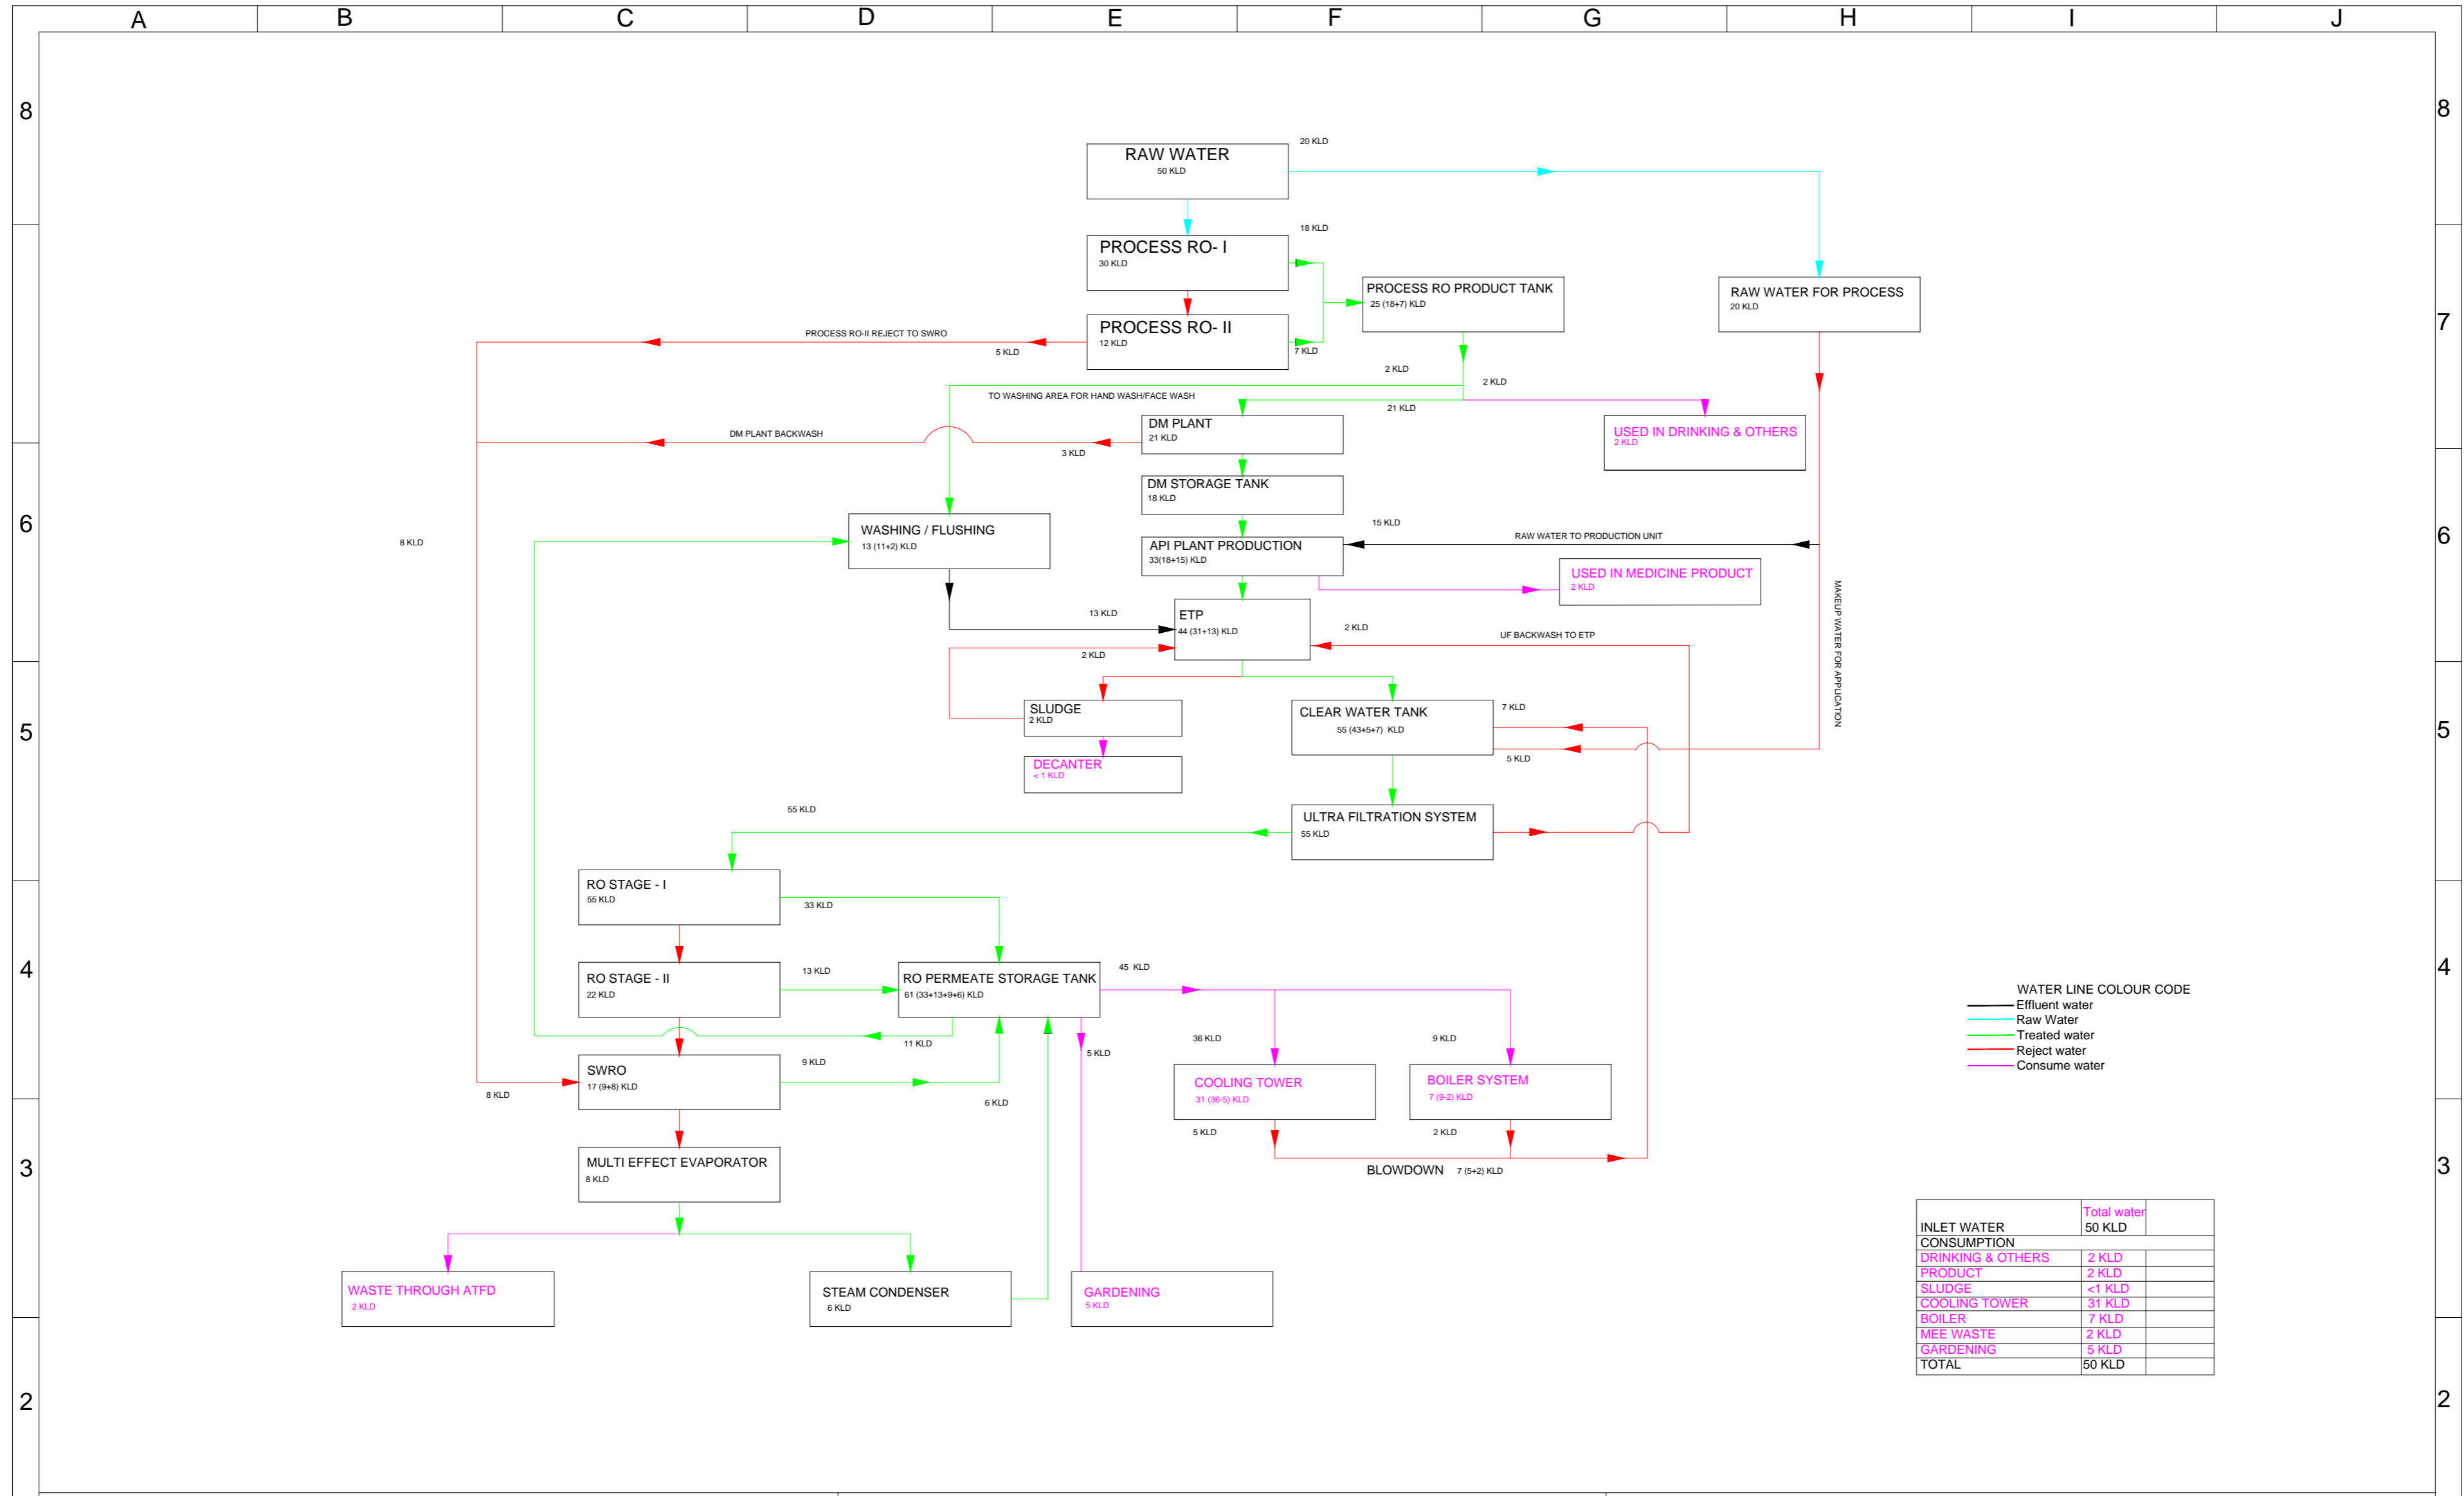 A B C D E F G H I J
8
8
20 KLD
RAW WATER
50 KLD
18 KLD
PROCESS RO- I
30 KLD
PROCESS RO PRODUCT TANK
25 (18+7) KLD
RAW WATER FOR PROCESS
20 KLD
7
7
PROCESS RO- II
12 KLD
PROCESS RO-II REJECT TO SWRO
5 KLD
7 KLD
2 KLD
2 KLD
TO WASHING AREA FOR HAND WASH/FACE WASH
21 KLD
DM PLANT
21 KLD
USED IN DRINKING & OTHERS
2 KLD
DM PLANT BACKWASH
3 KLD
DM STORAGE TANK
18 KLD
6
6
8 KLD
WASHING / FLUSHING
13 (11+2) KLD
15 KLD
RAW WATER TO PRODUCTION UNIT
API PLANT PRODUCTION
33(18+15) KLD
USED IN MEDICINE PRODUCT
2 KLD
MAKEUP WATER FOR APPLICATION
13 KLD
ETP
44 (31+13) KLD
2 KLD
UF BACKWASH TO ETP
2 KLD
SLUDGE
2 KLD
CLEAR WATER TANK
55 (43+5+7) KLD
7 KLD
5
5
5 KLD
DECANTER
< 1 KLD
55 KLD
ULTRA FILTRATION SYSTEM
55 KLD
RO STAGE - I
55 KLD
33 KLD
4
4
RO STAGE - II
22 KLD
13 KLD
RO PERMEATE STORAGE TANK
61 (33+13+9+6) KLD
45 KLD
WATER LINE COLOUR CODE
Effluent water
Raw Water
Treated water
Reject water
Consume water
11 KLD
5 KLD
36 KLD
9 KLD
SWRO
17 (9+8) KLD
9 KLD
8 KLD
6 KLD
COOLING TOWER
31 (36-5) KLD
BOILER SYSTEM
7 (9-2) KLD
5 KLD
2 KLD
BLOWDOWN 7 (5+2) KLD
3
3
MULTI EFFECT EVAPORATOR
8 KLD
WASTE THROUGH ATFD
2 KLD
STEAM CONDENSER
6 KLD
GARDENING
5 KLD
Total water
INLET WATER 50 KLD
CONSUMPTION
DRINKING & OTHERS 2 KLD
PRODUCT 2 KLD
SLUDGE <1 KLD
COOLING TOWER 31 KLD
BOILER 7 KLD
MEE WASTE 2 KLD
GARDENING 5 KLD
TOTAL 50 KLD
2
2